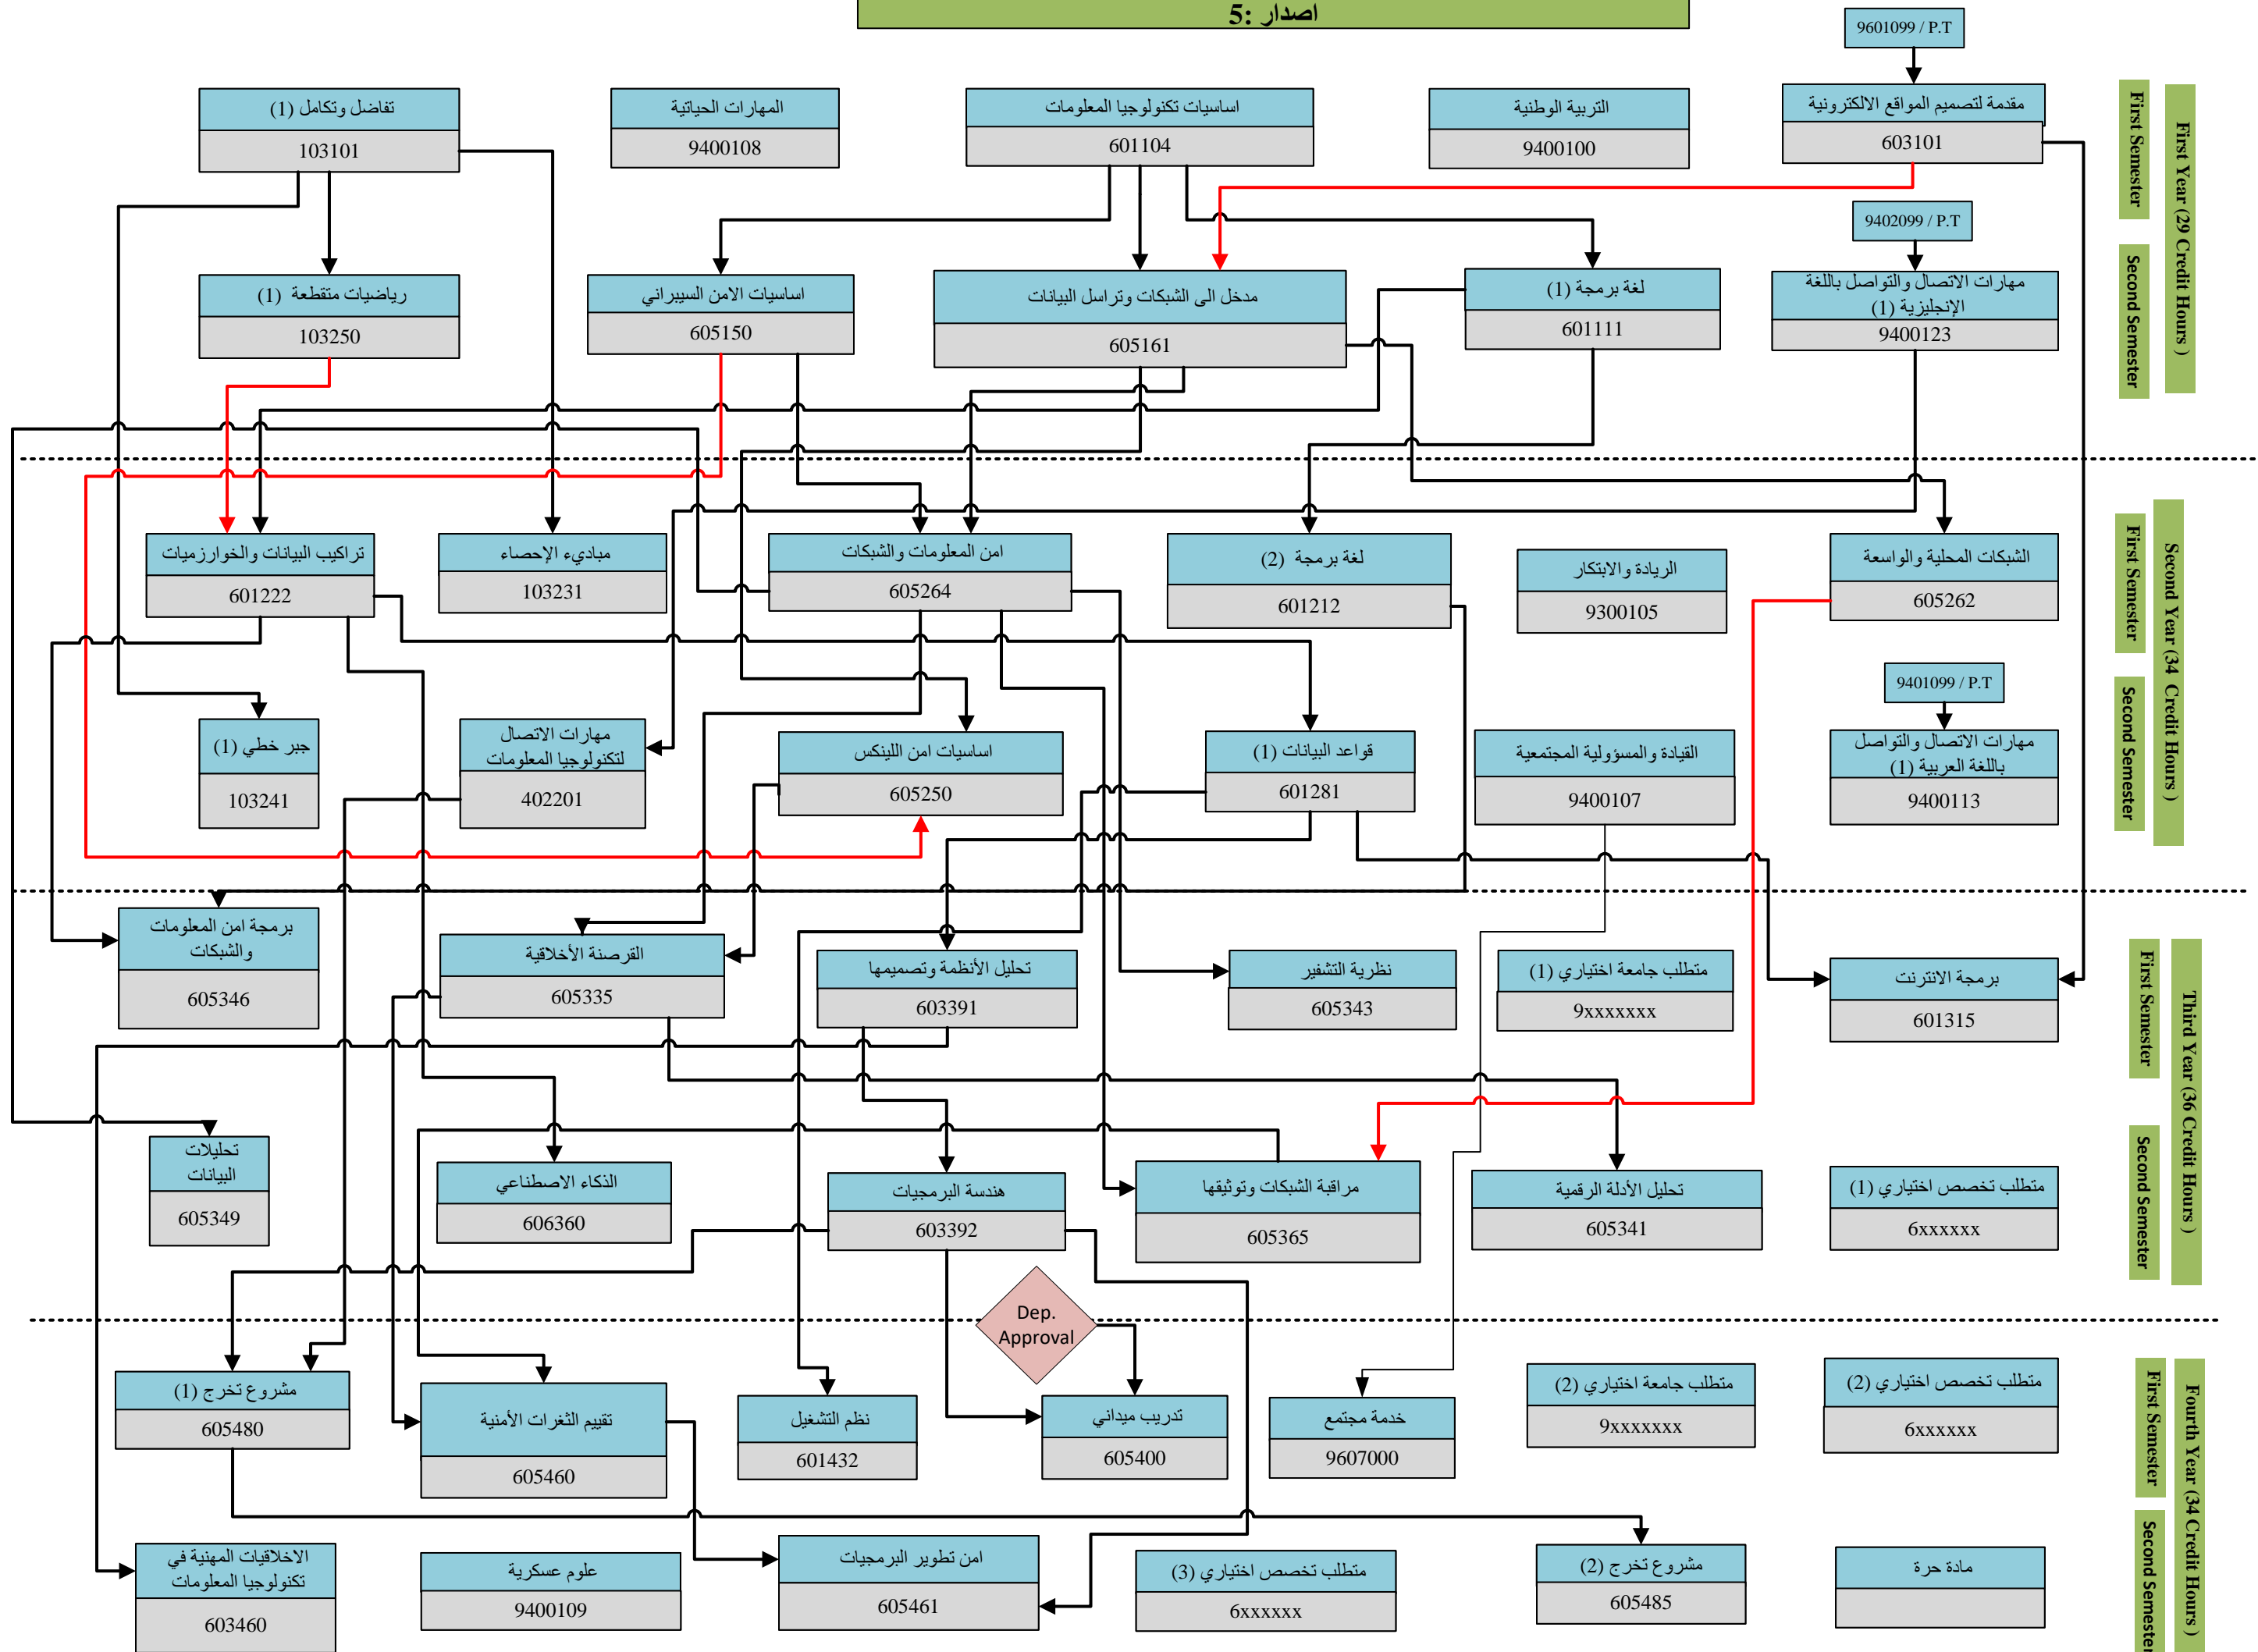 اصدار :5
9601099 / P.T
تفاضل وتكامل (1)
103101
المهارات الحياتية
9400108
اساسيات تكنولوجيا المعلومات
601104
التربية الوطنية
9400100
مقدمة لتصميم المواقع الالكترونية
603101
First Semester
First Year (29 Credit Hours )
9402099 / P.T
رياضيات متقطعة (1)
103250
اساسيات الامن السيبراني
605150
مدخل الى الشبكات وتراسل البيانات
605161
لغة برمجة (1)
601111
مهارات الاتصال والتواصل باللغة
الإنجليزية (1)
9400123
Second Semester
تراكيب البيانات والخوارزميات
601222
مباديء الإحصاء
103231
امن المعلومات والشبكات
605264
لغة برمجة (2)
601212
الريادة والابتكار
9300105
الشبكات المحلية والواسعة
605262
First Semester
Second Year (34 Credit Hours )
9401099 / P.T
جبر خطي (1)
103241
مهارات الاتصال
لتكنولوجيا المعلومات
402201
اساسيات امن اللينكس
605250
قواعد البيانات (1)
601281
القيادة والمسؤولية المجتمعية
9400107
مهارات الاتصال والتواصل
باللغة العربية (1)
9400113
Second Semester
برمجة امن المعلومات
والشبكات
605346
القرصنة الأخلاقية
605335
تحليل الأنظمة وتصميمها
603391
نظرية التشفير
605343
متطلب جامعة اختياري (1)
9xxxxxxx
برمجة الانترنت
601315
First Semester
Third Year (36 Credit Hours )
تحليلات
البيانات
605349
الذكاء الاصطناعي
606360
هندسة البرمجيات
603392
مراقبة الشبكات وتوثيقها
605365
تحليل الأدلة الرقمية
605341
متطلب تخصص اختياري (1)
6xxxxxx
Second Semester
Dep.
Approval
مشروع تخرج (1)
605480
تقييم الثغرات الأمنية
605460
نظم التشغيل
601432
تدريب ميداني
605400
خدمة مجتمع
9607000
متطلب جامعة اختياري (2)
9xxxxxxx
متطلب تخصص اختياري (2)
6xxxxxx
First Semester
Fourth Year (34 Credit Hours )
الاخلاقيات المهنية في
تكنولوجيا المعلومات
603460
علوم عسكرية
9400109
امن تطوير البرمجيات
605461
متطلب تخصص اختياري (3)
6xxxxxx
مشروع تخرج (2)
605485
مادة حرة
Second Semester